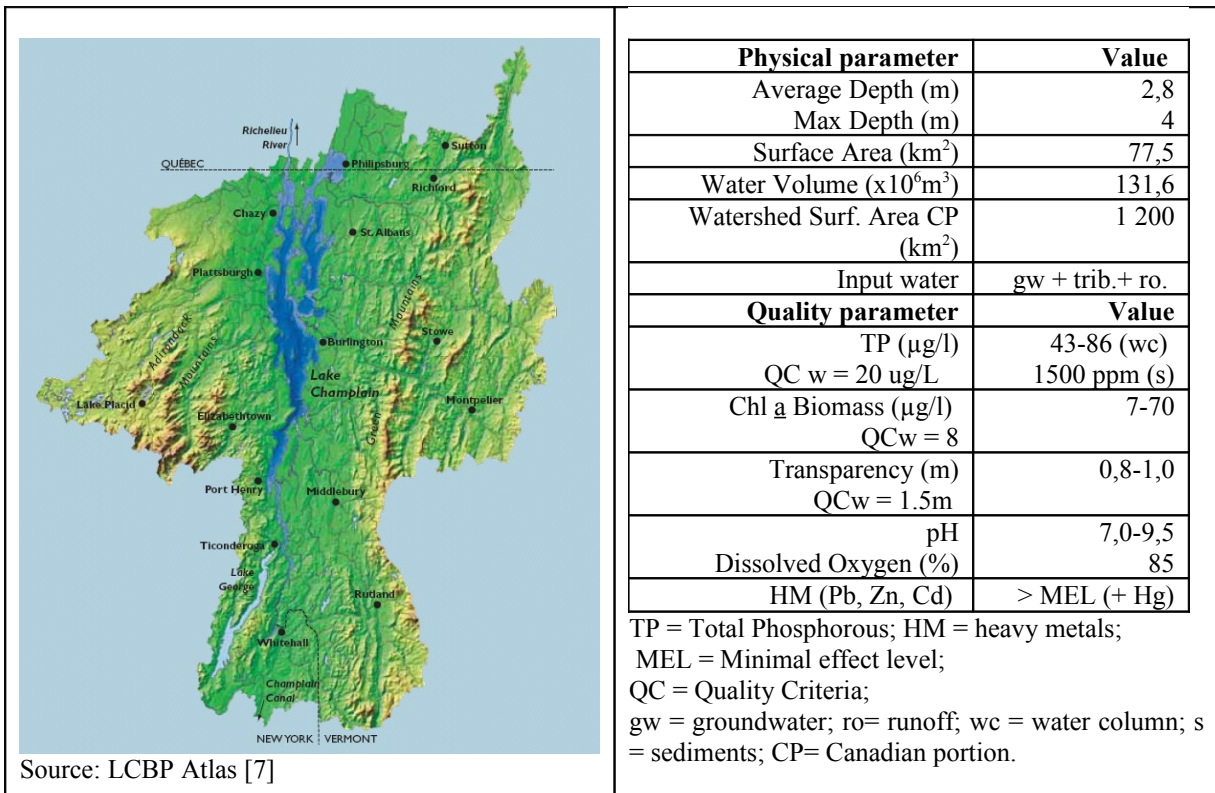 Richelieu
River
QUÉBEC
Philipsburg
Sutton
Richford
Chazy
St. Albans
Plattsburgh
Adirondack
Mountains
Mountains
Green
Stowe
Burlington
Lake
Champlain
Lake Placid
Montpelier
Elizabethtown
Port Henry
Middlebury
Ticonderoga
Lake
George
Rutland
Whitehall
Champlain
Canal
NEW YORK
VERMONT
Source: LCBP Atlas [7]
Physical parameter Value
Average Depth (m) 2,8
Max Depth (m) 4
Surface Area (km²) 77,5
Water Volume (x10⁶m³) 131,6
Watershed Surf. Area CP 1 200
(km²)
Input water gw + trib.+ ro.
Quality parameter Value
TP (µg/l) 43-86 (wc)
QC w = 20 ug/L 1500 ppm (s)
Chl a Biomass (µg/l) 7-70
QCw = 8
Transparency (m) 0,8-1,0
QCw = 1.5m
pH 7,0-9,5
Dissolved Oxygen (%) 85
HM (Pb, Zn, Cd) > MEL (+ Hg)
TP = Total Phosphorous; HM = heavy metals;
MEL = Minimal effect level;
QC = Quality Criteria;
gw = groundwater; ro= runoff; wc = water column; s
= sediments; CP= Canadian portion.